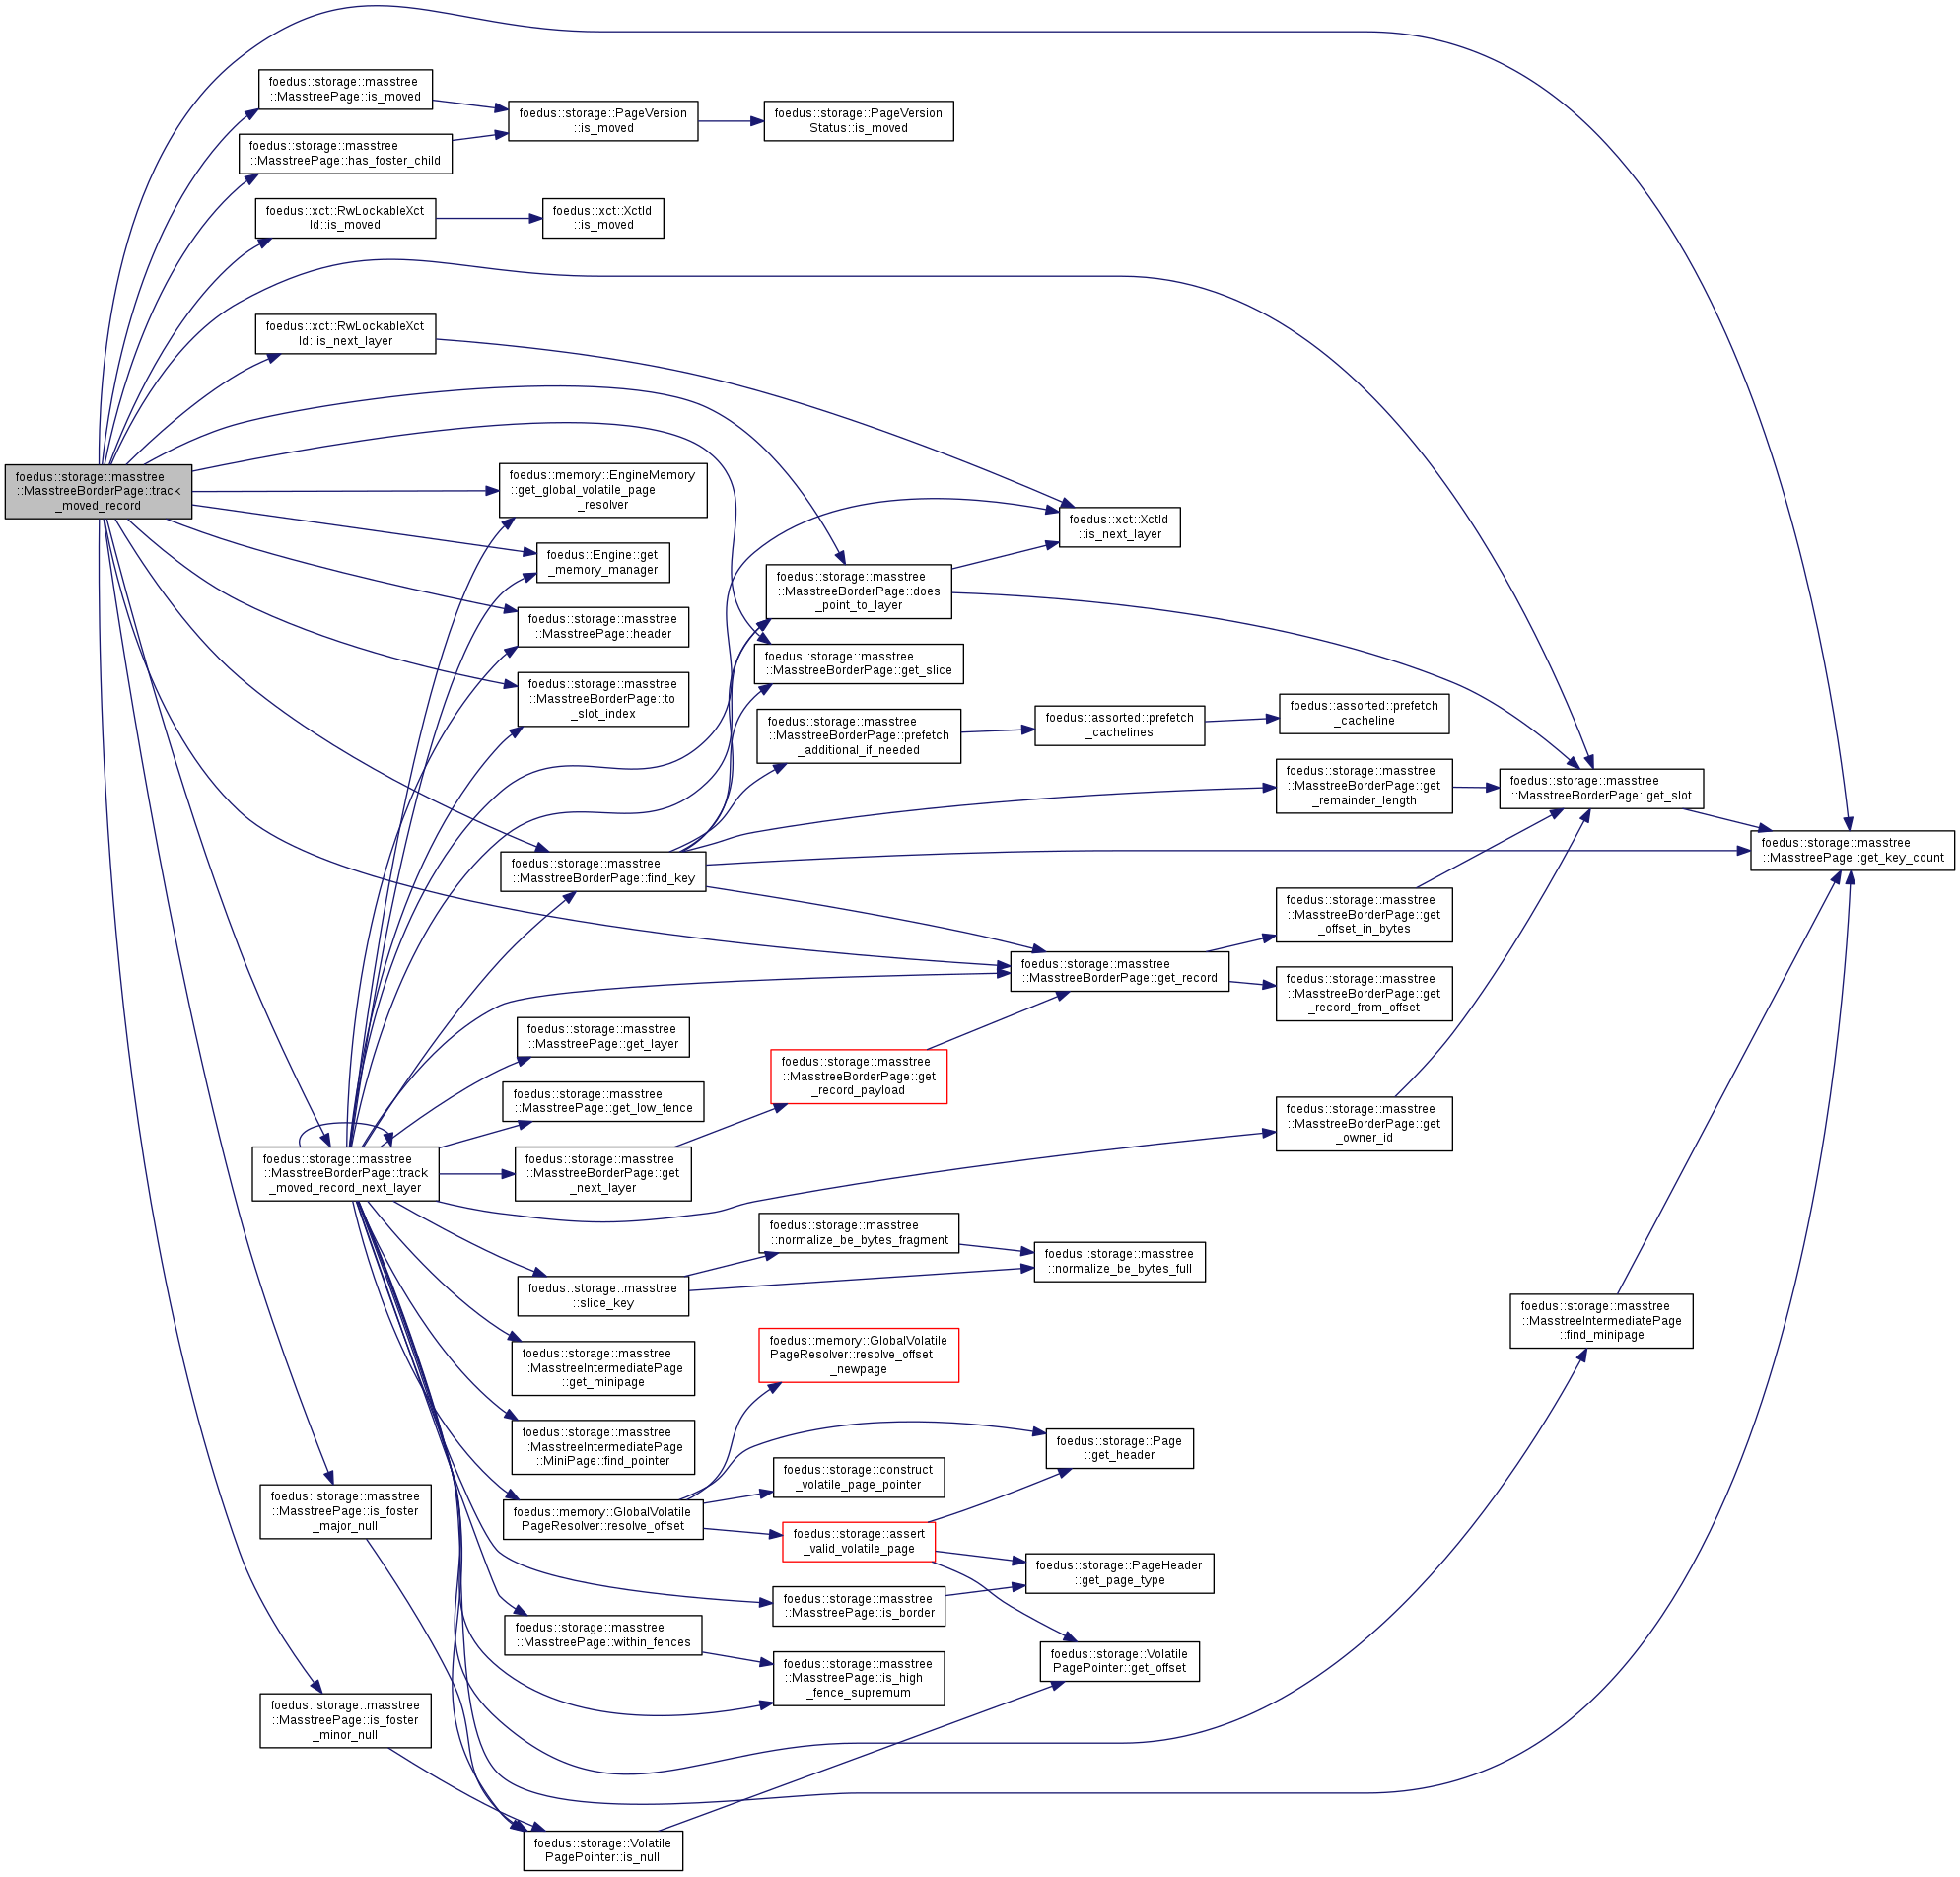 foedus::storage::masstree
::MasstreeBorderPage::track
_moved_record
foedus::storage::masstree
::MasstreePage::is_moved
foedus::storage::masstree
::MasstreePage::has_foster_child
foedus::storage::PageVersion
::is_moved
foedus::storage::PageVersion
Status::is_moved
foedus::xct::RwLockableXct
Id::is_moved
foedus::xct::XctId
::is_moved
foedus::xct::RwLockableXct
Id::is_next_layer
foedus::memory::EngineMemory
::get_global_volatile_page
_resolver
foedus::Engine::get
_memory_manager
foedus::storage::masstree
::MasstreePage::header
foedus::storage::masstree
::MasstreeBorderPage::to
_slot_index
foedus::xct::XctId
::is_next_layer
foedus::storage::masstree
::MasstreeBorderPage::does
_point_to_layer
foedus::storage::masstree
::MasstreeBorderPage::get_slice
foedus::storage::masstree
::MasstreeBorderPage::prefetch
_additional_if_needed
foedus::assorted::prefetch
_cachelines
foedus::assorted::prefetch
_cacheline
foedus::storage::masstree
::MasstreeBorderPage::get
_remainder_length
foedus::storage::masstree
::MasstreeBorderPage::get_slot
foedus::storage::masstree
::MasstreePage::get_key_count
foedus::storage::masstree
::MasstreeBorderPage::find_key
foedus::storage::masstree
::MasstreeBorderPage::get
_offset_in_bytes
foedus::storage::masstree
::MasstreeBorderPage::get_record
foedus::storage::masstree
::MasstreeBorderPage::get
_record_from_offset
foedus::storage::masstree
::MasstreePage::get_layer
foedus::storage::masstree
::MasstreeBorderPage::get
_record_payload
foedus::storage::masstree
::MasstreePage::get_low_fence
foedus::storage::masstree
::MasstreeBorderPage::get
_owner_id
foedus::storage::masstree
::MasstreeBorderPage::track
_moved_record_next_layer
foedus::storage::masstree
::MasstreeBorderPage::get
_next_layer
foedus::storage::masstree
::normalize_be_bytes_fragment
foedus::storage::masstree
::normalize_be_bytes_full
foedus::storage::masstree
::slice_key
foedus::storage::masstree
::MasstreeIntermediatePage
::find_minipage
foedus::storage::masstree
::MasstreeIntermediatePage
::get_minipage
foedus::memory::GlobalVolatile
PageResolver::resolve_offset
_newpage
foedus::storage::masstree
::MasstreeIntermediatePage
::MiniPage::find_pointer
foedus::storage::Page
::get_header
foedus::storage::construct
_volatile_page_pointer
foedus::storage::masstree
::MasstreePage::is_foster
_major_null
foedus::memory::GlobalVolatile
PageResolver::resolve_offset
foedus::storage::assert
_valid_volatile_page
foedus::storage::PageHeader
::get_page_type
foedus::storage::masstree
::MasstreePage::is_border
foedus::storage::masstree
::MasstreePage::within_fences
foedus::storage::Volatile
PagePointer::get_offset
foedus::storage::masstree
::MasstreePage::is_high
_fence_supremum
foedus::storage::masstree
::MasstreePage::is_foster
_minor_null
foedus::storage::Volatile
PagePointer::is_null